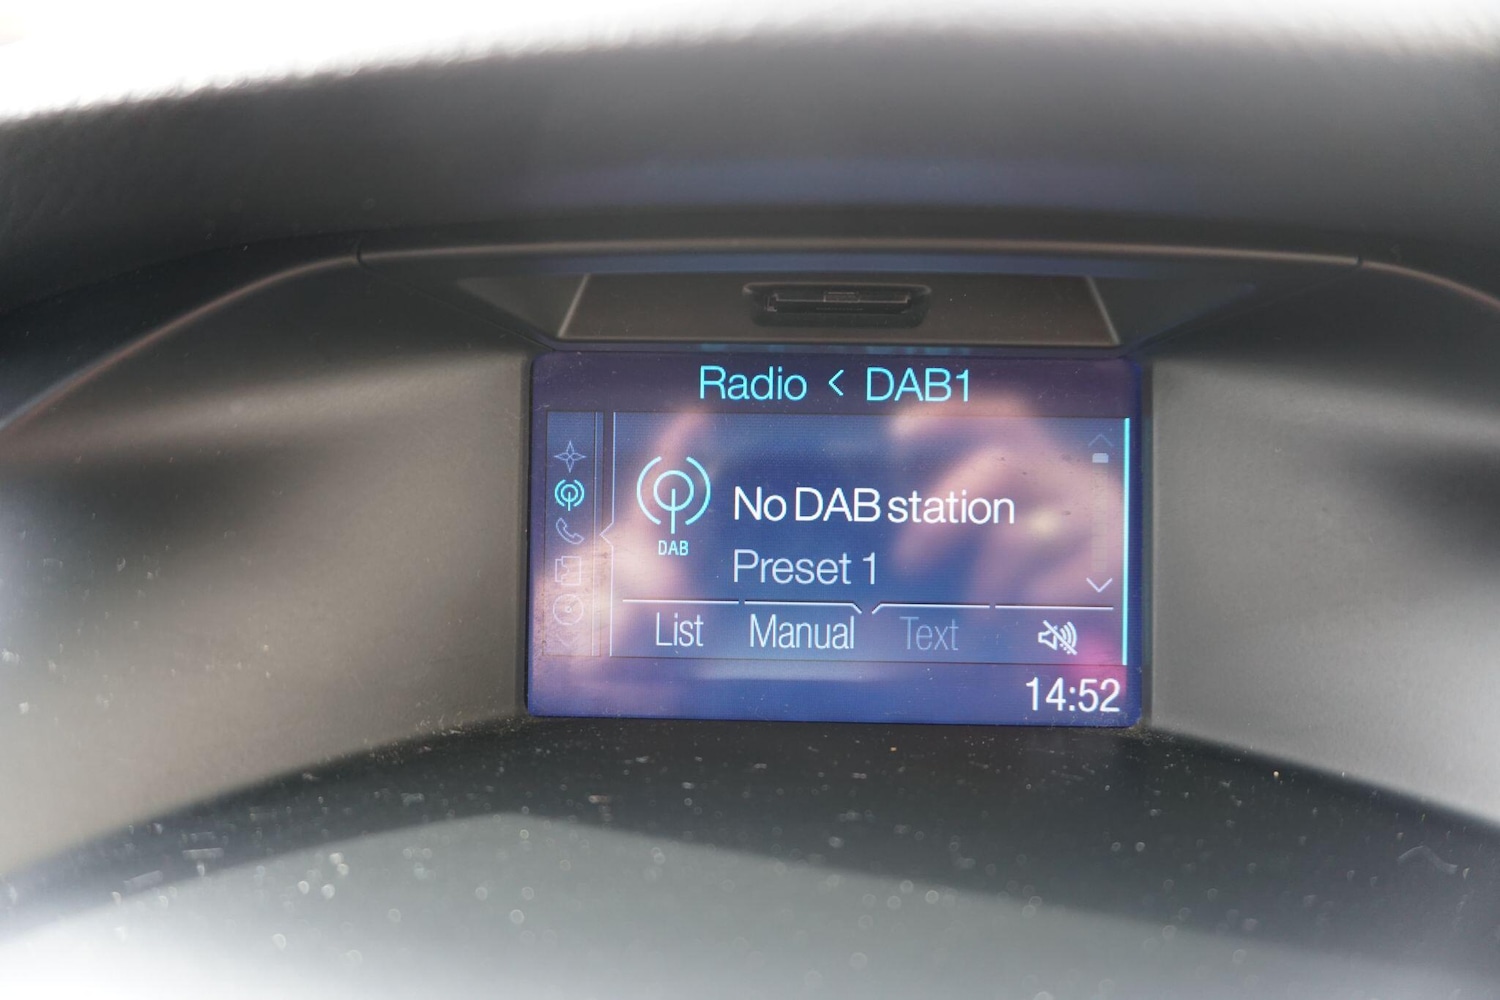 Radio < DAB1
No DAB station
DAB
Preset 1
List Manual Text
14:52